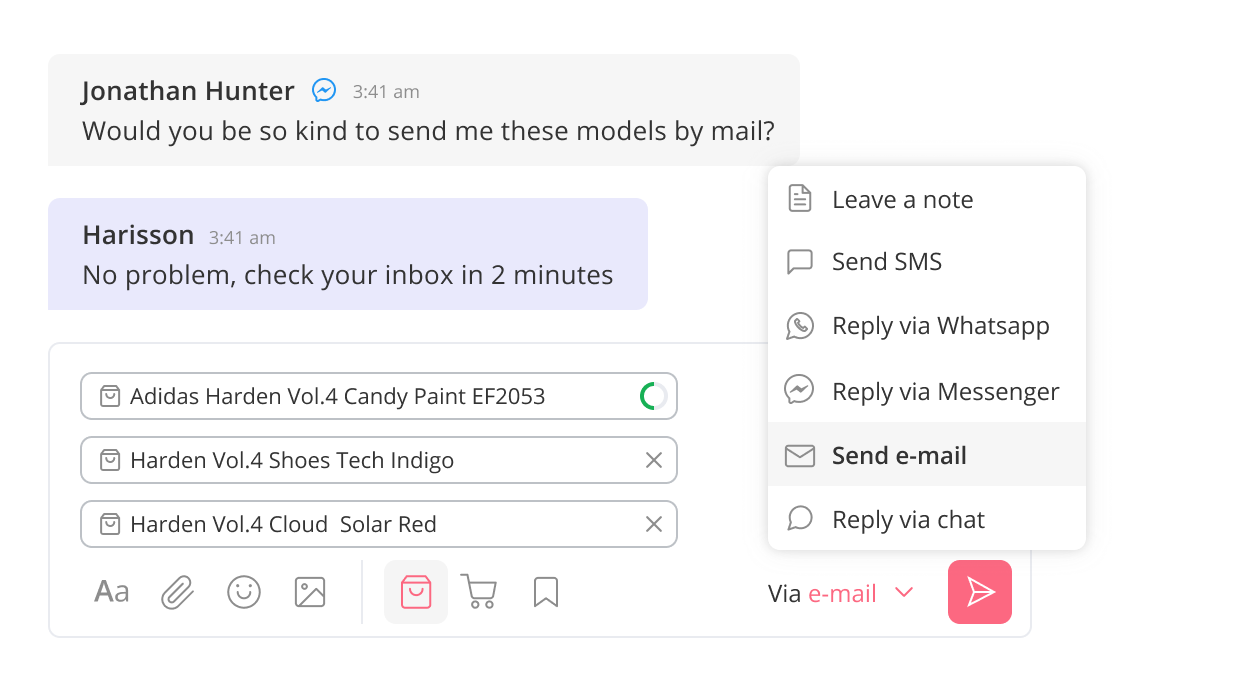 Jonathan Hunter 3:41 am
Would you be so kind to send me these models by mail?
Harisson 3:41 am
No problem, check your inbox in 2 minutes
Adidas Harden Vol.4 Candy Paint EF2053
Harden Vol.4 Shoes Tech Indigo
Harden Vol.4 Cloud  Solar Red
Aa
Via e-mail
Leave a note
Send SMS
Reply via Whatsapp
Reply via Messenger
Send e-mail
Reply via chat